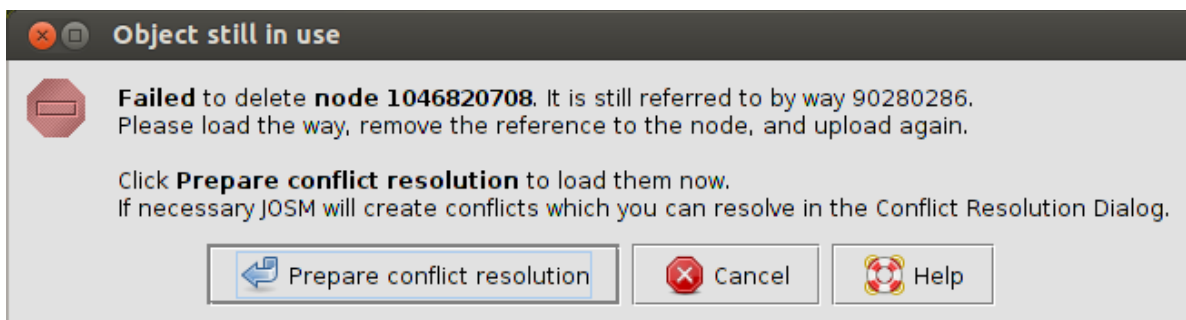 Object still in use
Failed to delete node 1046820708. It is still referred to by way 90280286.
Please load the way, remove the reference to the node, and upload again.
Click Prepare conflict resolution to load them now.
If necessary JOSM will create conflicts which you can resolve in the Conflict Resolution Dialog.
Prepare conflict resolution Cancel Help